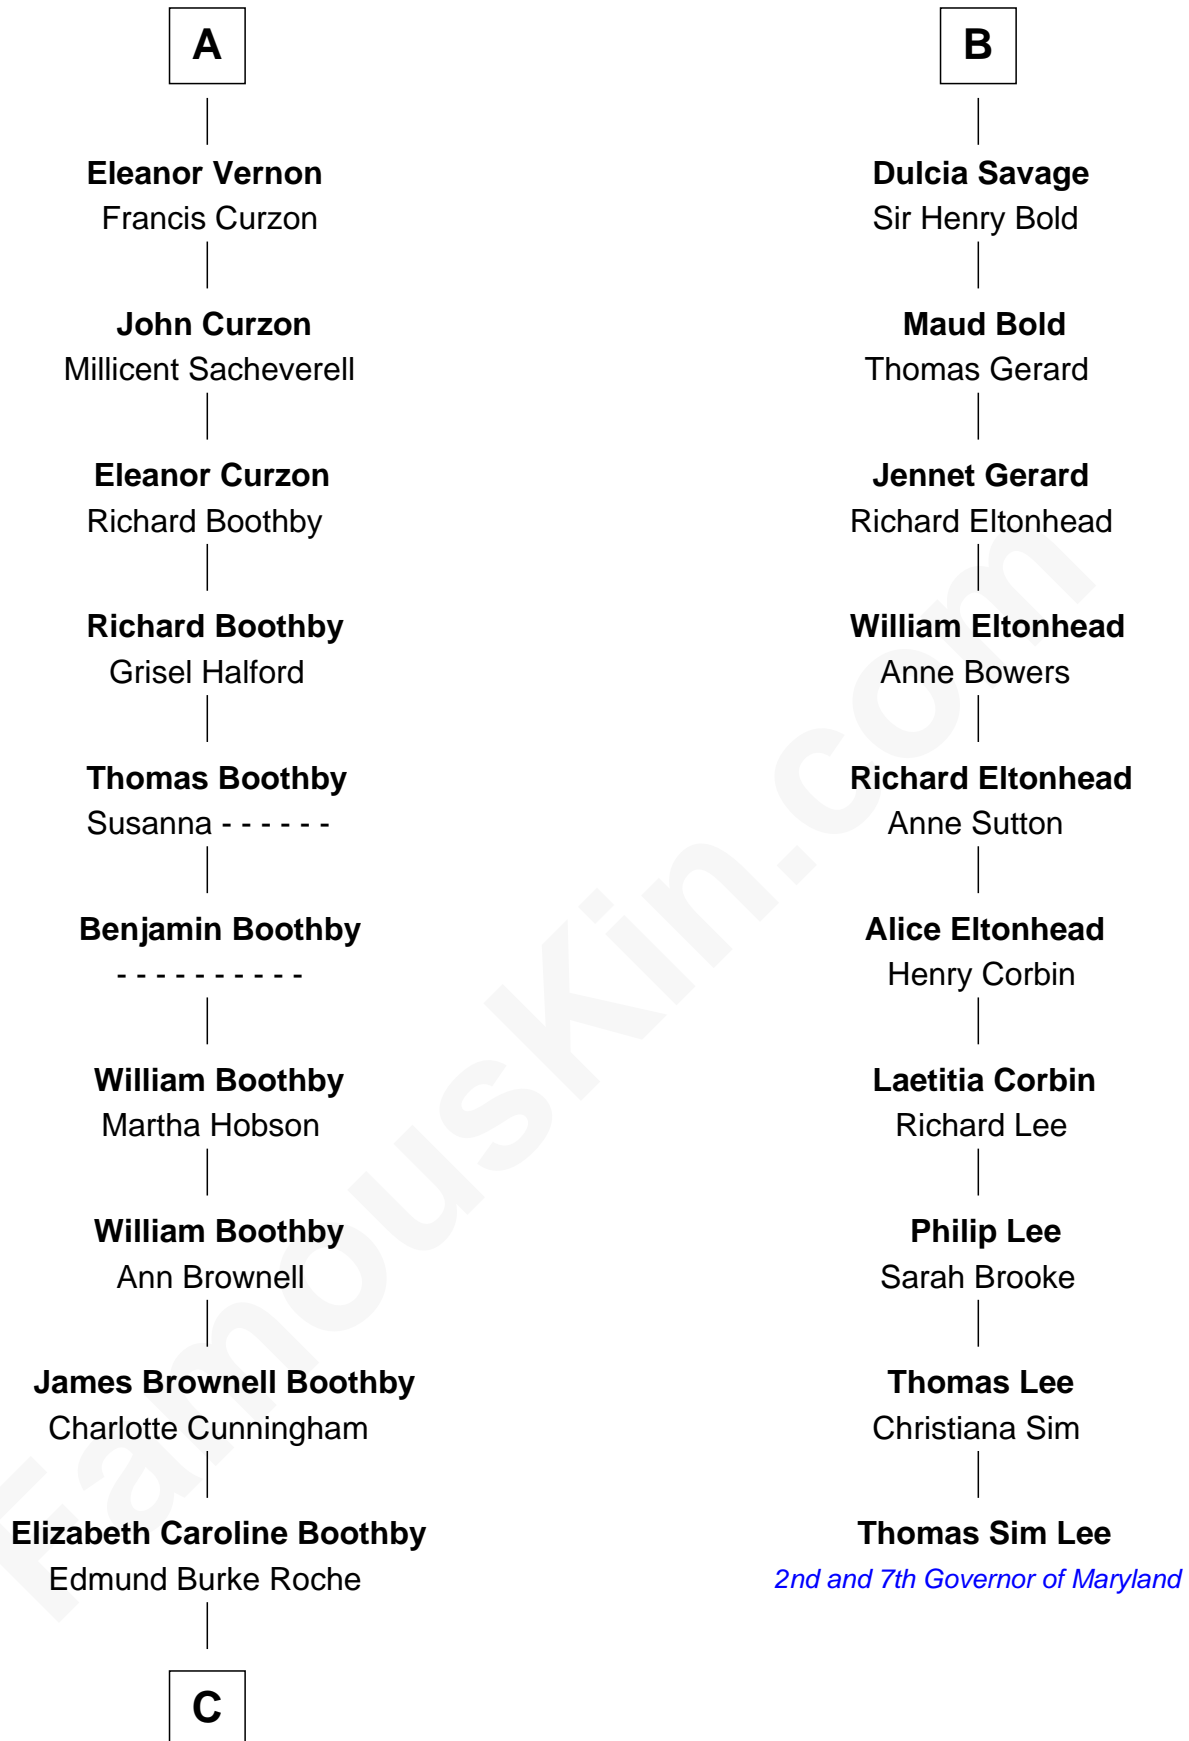 A
Eleanor Vernon
Francis Curzon
John Curzon
Millicent Sacheverell
Eleanor Curzon
Richard Boothby
Richard Boothby
Grisel Halford
Thomas Boothby
Susanna - - - - - -
Benjamin Boothby
- - - - - - - - - -
William Boothby
Martha Hobson
William Boothby
Ann Brownell
James Brownell Boothby
Charlotte Cunningham
Elizabeth Caroline Boothby
Edmund Burke Roche
C
B
Dulcia Savage
Sir Henry Bold
Maud Bold
Thomas Gerard
Jennet Gerard
Richard Eltonhead
William Eltonhead
Anne Bowers
Richard Eltonhead
Anne Sutton
Alice Eltonhead
Henry Corbin
Laetitia Corbin
Richard Lee
Philip Lee
Sarah Brooke
Thomas Lee
Christiana Sim
Thomas Sim Lee
2nd and 7th Governor of Maryland
FamousKin.com